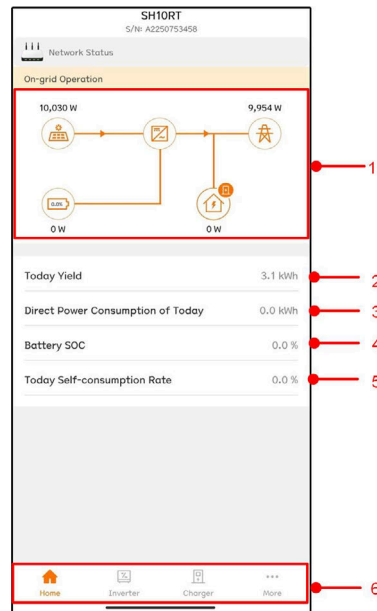 SH10RT
S/N: A2250753458
Network Status
On-grid Operation
10,030 W
9,954 W
1
0.0%
0 W
0 W
Today Yield
3.1 kWh
2
Direct Power Consumption of Today
0.0 kWh
3
Battery SOC
0.0 %
4
Today Self-consumption Rate
0.0 %
5
Home
Inverter
Charger
More
6